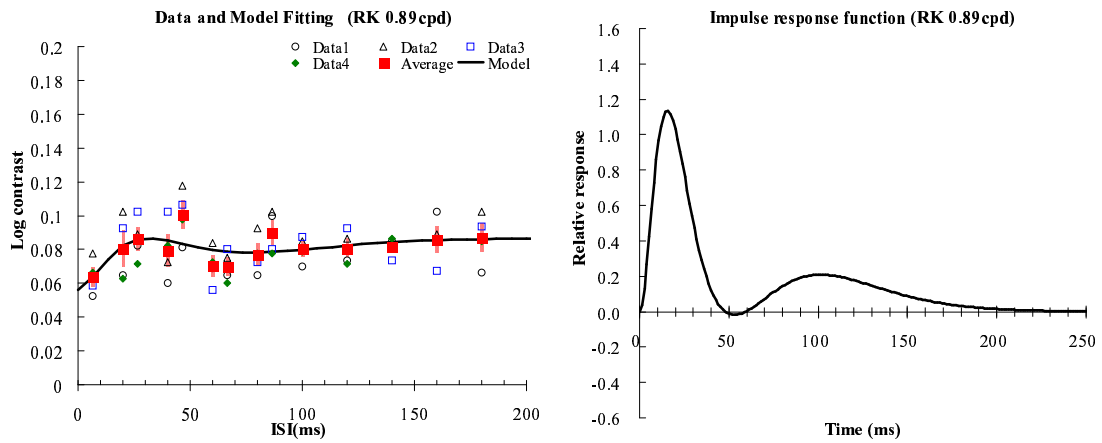 Data and Model Fitting (RK 0.89cpd)
Data1 Data2 Data3
Data4 Average Model
Log contrast
0.2
0.18
0.16
0.14
0.12
0.1
0.08
0.06
0.04
0.02
0
0 50 100 150 200
ISI(ms)
Impulse response function (RK 0.89cpd)
Relative response
1.6
1.4
1.2
1.0
0.8
0.6
0.4
0.2
0.0
-0.2
-0.4
-0.6
0 50 100 150 200 250
Time (ms)